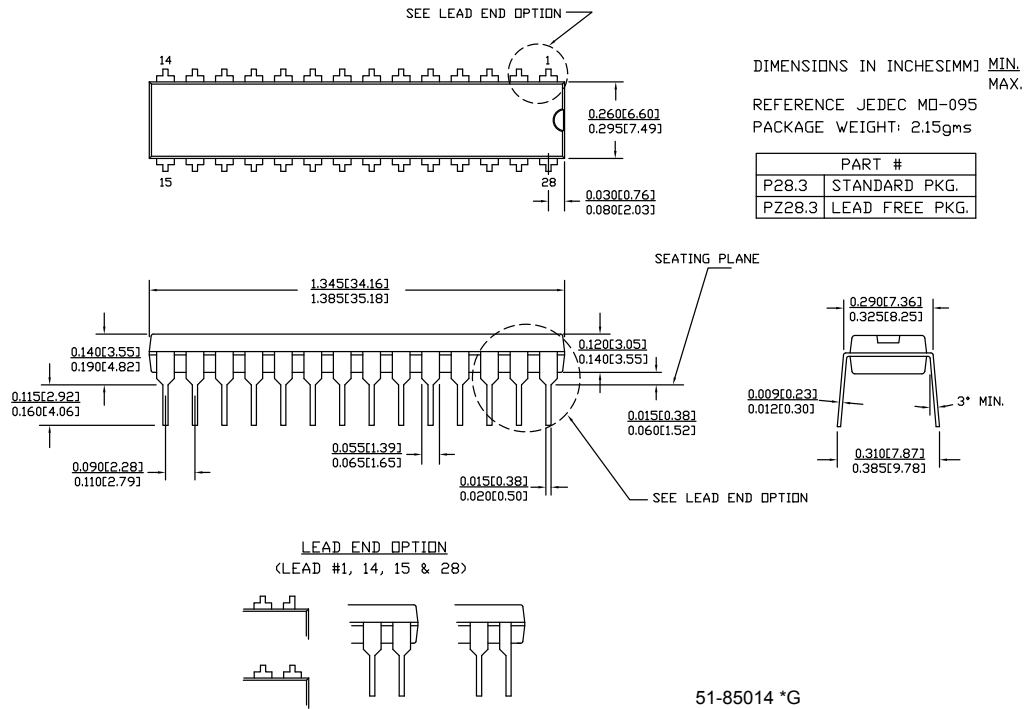 SEE LEAD END OPTION
14
1
15
28
0.260[6.60]
0.295[7.49]
0.030[0.76]
0.080[2.03]
DIMENSIONS IN INCHES[MM] MIN.
MAX.
REFERENCE JEDEC MO-095
PACKAGE WEIGHT: 2.15gms
PART #
P28.3 STANDARD PKG.
PZ28.3 LEAD FREE PKG.
SEATING PLANE
1.345[34.16]
1.385[35.18]
0.140[3.55]
0.190[4.82]
0.120[3.05]
0.140[3.55]
0.115[2.92]
0.160[4.06]
0.015[0.38]
0.060[1.52]
0.055[1.39]
0.065[1.65]
0.090[2.28]
0.110[2.79]
0.015[0.38]
0.020[0.50]
SEE LEAD END OPTION
0.290[7.36]
0.325[8.25]
0.009[0.23]
0.012[0.30]
3° MIN.
0.310[7.87]
0.385[9.78]
LEAD END OPTION
(LEAD #1, 14, 15 & 28)
51-85014 *G